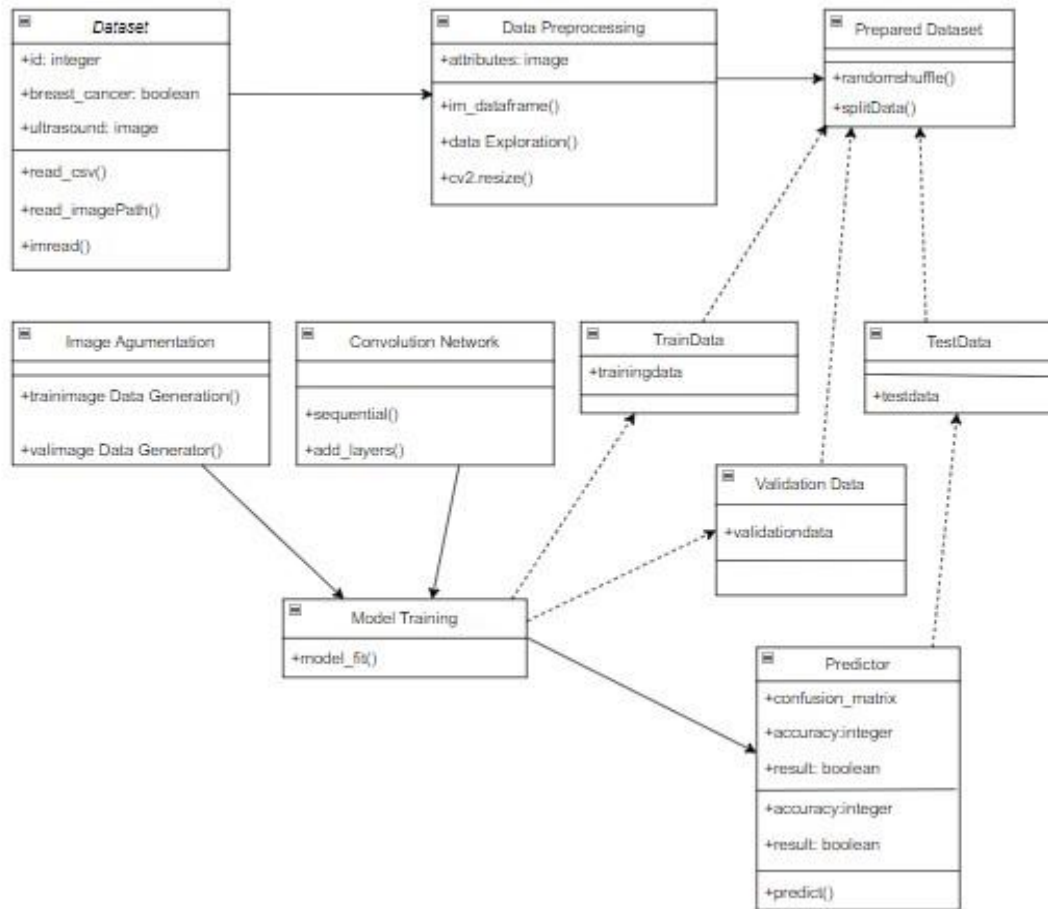 Dataset
+id: integer
+breast_cancer: boolean
+ultrasound: image
+read_csv()
+read_imagePath()
+imread()
Data Preprocessing
+attributes: image
+im_dataframe()
+data Exploration()
+cv2.resize()
Prepared Dataset
+randomshuffle()
+splitData()
Image Agumentation
+trainimage Data Generation()
+valimage Data Generator()
Convolution Network
+sequential()
+add_layers()
TrainData
+trainingdata
TestData
+testdata
Validation Data
+validationdata
Model Training
+model_fit()
Predictor
+confusion_matrix
+accuracy:integer
+result: boolean
+accuracy:integer
+result: boolean
+predict()